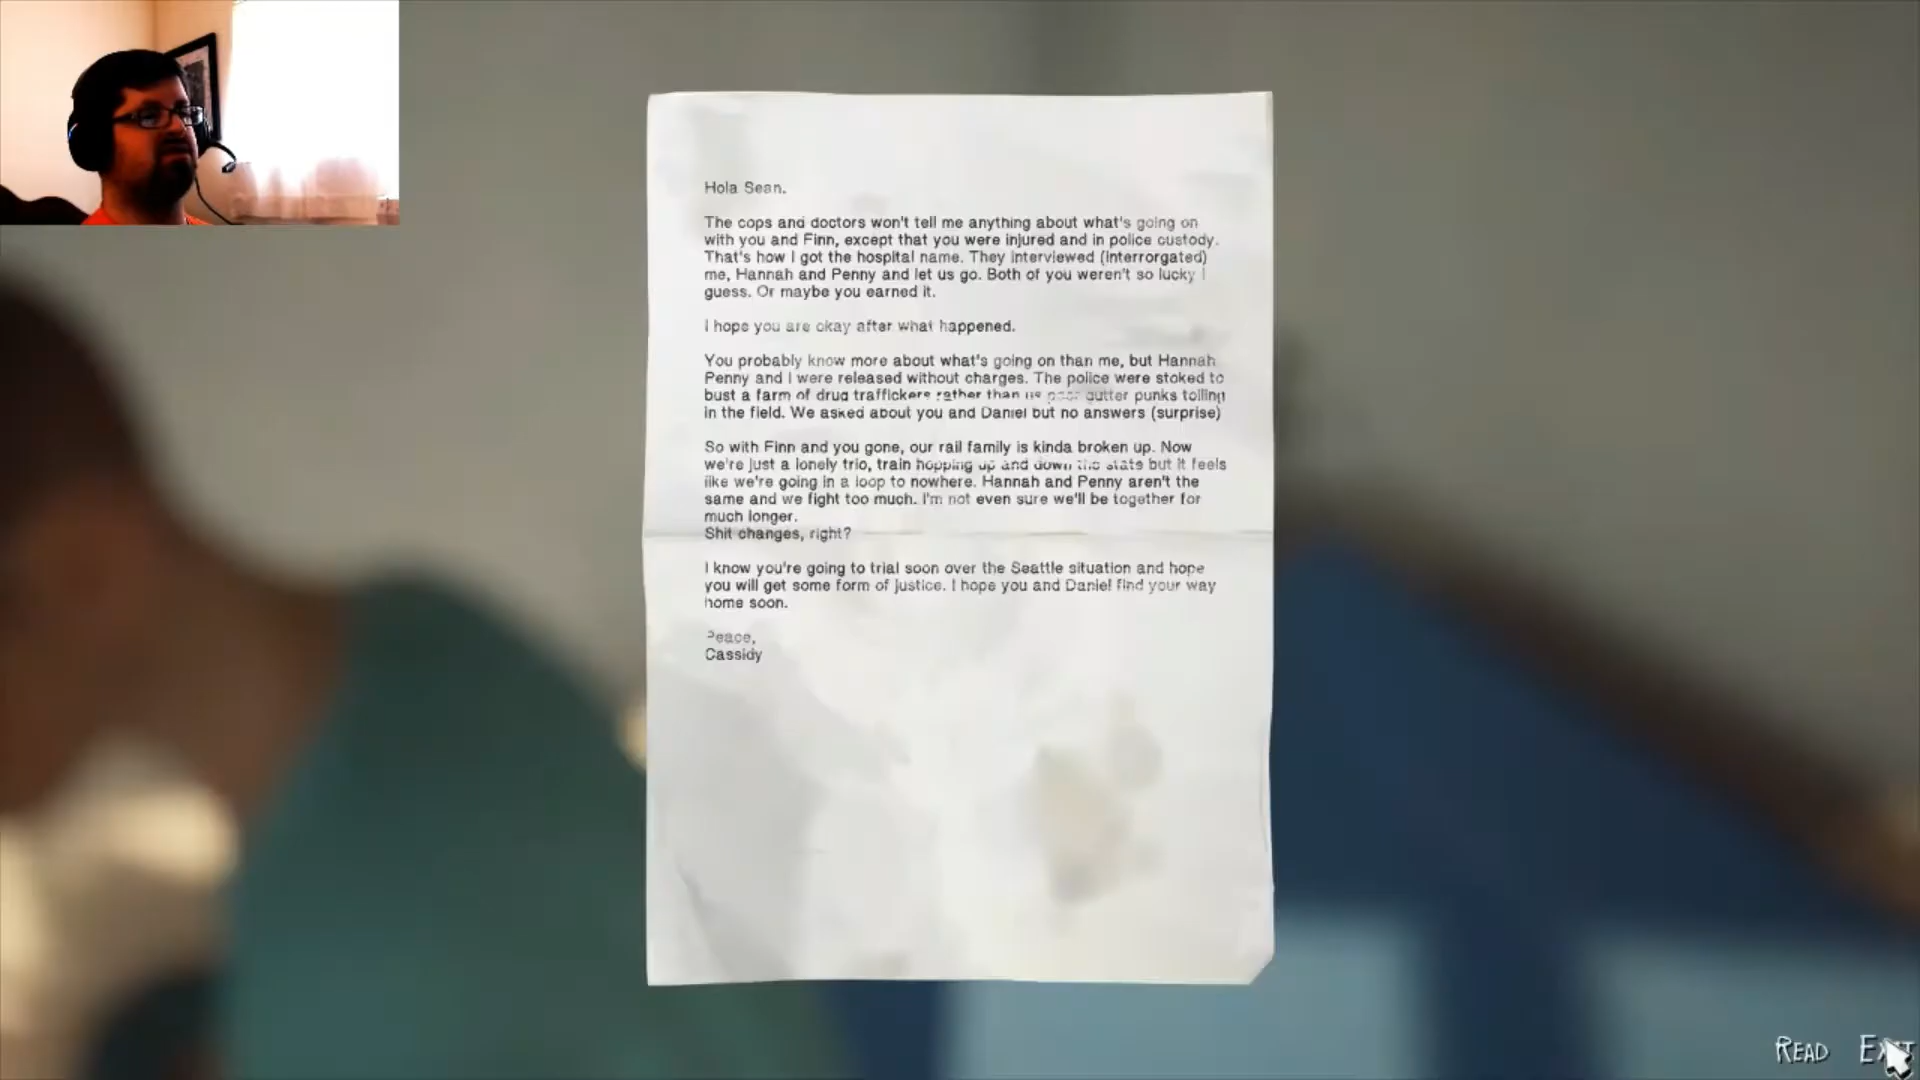 Hola Sean.
The cops and doctors won't tell me anything about what's going on
with you and Finn, except that you were injured and in police custody.
That's how I got the hospital name. They interviewed (interrorgated)
me, Hannah and Penny and let us go. Both of you weren't so lucky I
guess. Or maybe you earned it.
I hope you are okay after what happened.
You probably know more about what's going on than me, but Hannah
Penny and I were released without charges. The police were stoked to
bust a farm of drug traffickers rather than us poor gutter punks toiling
in the field. We asked about you and Daniel but no answers (surprise)
So with Finn and you gone, our rail family is kinda broken up. Now
we're just a lonely trio, train hopping up and down the state but it feels
like we're going in a loop to nowhere. Hannah and Penny aren't the
same and we fight too much. I'm not even sure we'll be together for
much longer.
Shit changes, right?
I know you're going to trial soon over the Seattle situation and hope
you will get some form of justice. I hope you and Daniel find your way
home soon.
Peace,
Cassidy
READ EXIT